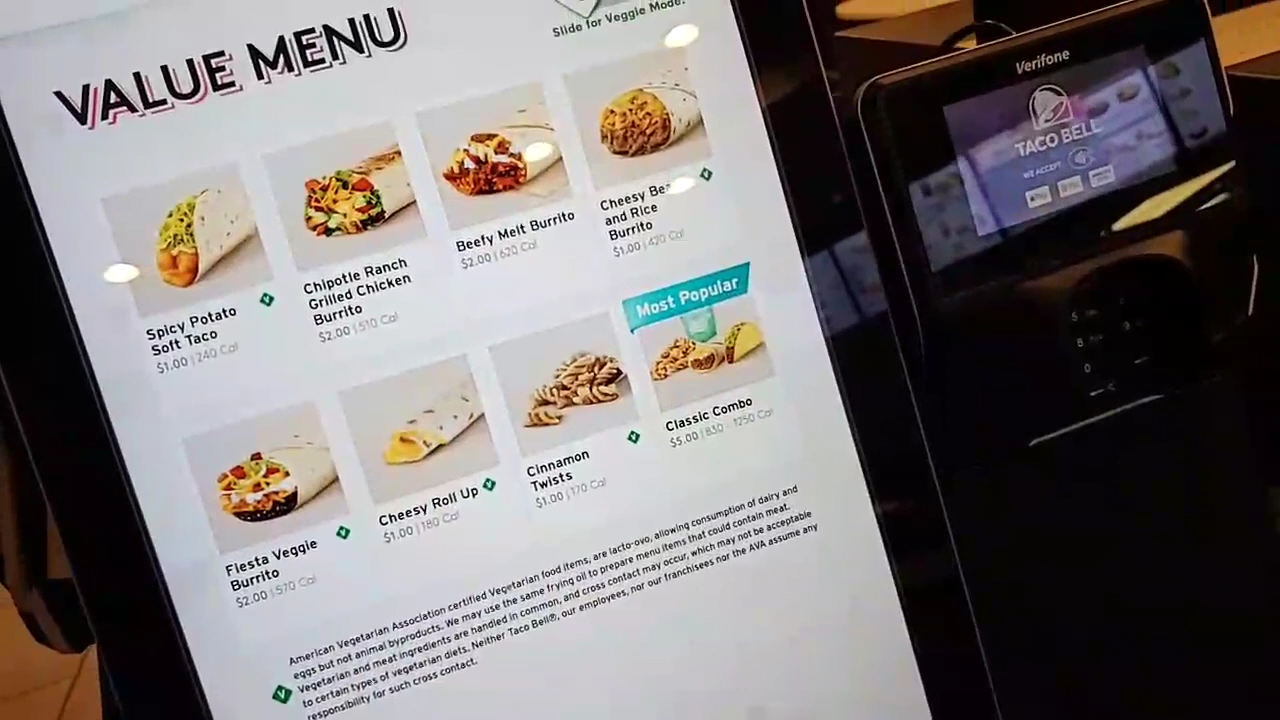 VALUE MENU
Slide for Veggie Mode.
Spicy Potato
Soft Taco
$1.00 | 240 Cal
Chipotle Ranch
Grilled Chicken
Burrito
$2.00 | 510 Cal
Beefy Melt Burrito
$2.00 | 620 Cal
Cheesy
and Rice
Burrito
$1.00 | 420 Cal
Fiesta Veggie
Burrito
$2.00 | 570 Cal
Cheesy Roll Up
$1.00 | 180 Cal
Cinnamon
Twists
$1.00 | 170 Cal
Most Popular
Classic Combo
$5.00 | 830 - 1250 Cal
American Vegetarian Association certified Vegetarian food items, are lacto-ovo, allowing consumption of dairy and
eggs but not animal byproducts. We may use the same frying oil to prepare menu items that could contain meat.
Vegetarian and meat ingredients are handled in common, and cross contact may occur, which may not be acceptable
to certain types of vegetarian diets. Neither Taco Bell®, our employees, nor our franchisees nor the AVA assume any
responsibility for such cross contact.
Verifone
TACO BELL
WE ACCEPT
5
8
0